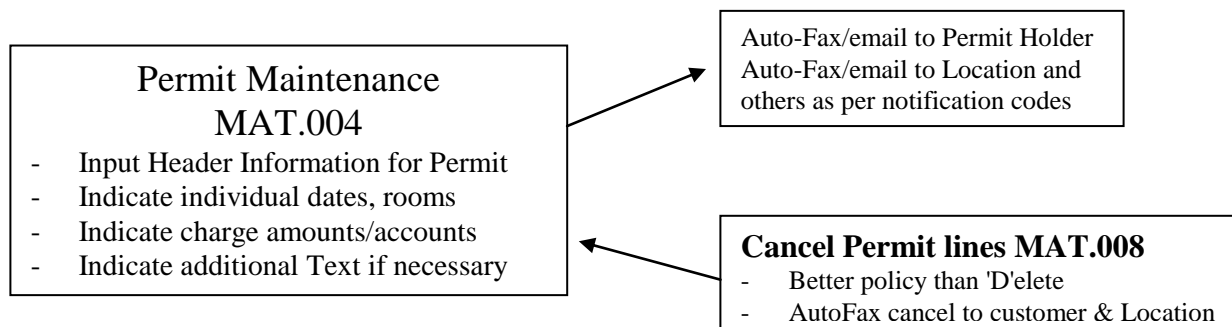 Permit Maintenance
MAT.004
- Input Header Information for Permit
- Indicate individual dates, rooms
- Indicate charge amounts/accounts
- Indicate additional Text if necessary
Auto-Fax/email to Permit Holder
Auto-Fax/email to Location and
others as per notification codes
Cancel Permit lines MAT.008
- Better policy than 'D'elete
- AutoFax cancel to customer & Location